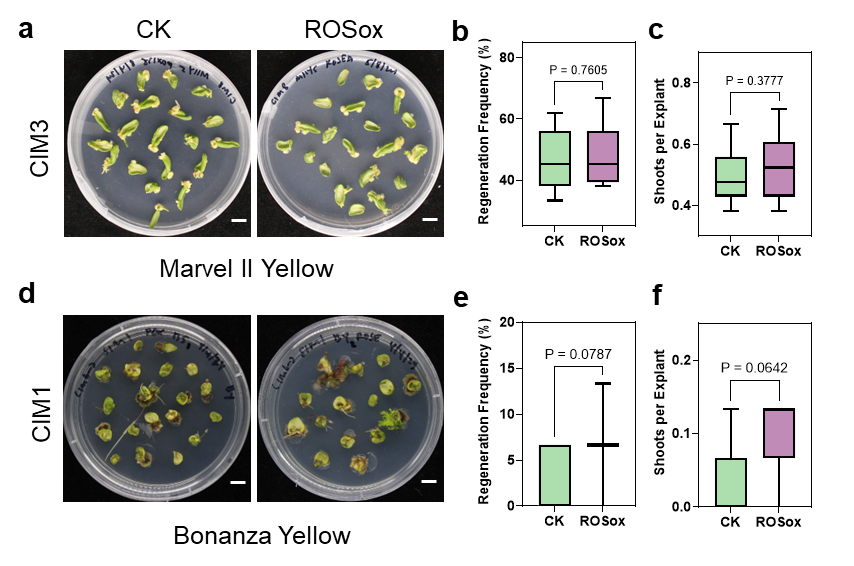 a
CK
ROSox
CIM3
Marvel II Yellow
b
Regeneration Frequency (%)
80
60
40
P = 0.7605
CK
ROSox
c
Shoots per Explant
0.8
0.6
0.4
P = 0.3777
CK
ROSox
d
CIM1
Bonanza Yellow
e
Regeneration Frequency (%)
20
15
10
5
0
P = 0.0787
CK
ROSox
f
Shoots per Explant
0.2
0.1
0.0
P = 0.0642
CK
ROSox